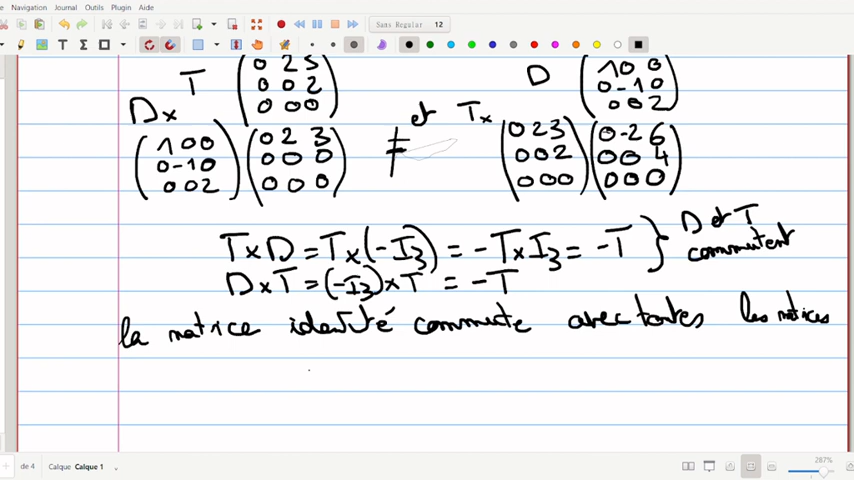 Navigation Journal Outils Plugin Aide
Sans Regular 12
T ( 0 2 3 D ( 1 0 0
0 0 2 0 -1 0
0 0 0 ) 0 0 2 )
Dx et Tx
( 1 0 0 ) ( 0 2 3 ) ≠ ( 0 2 3 ) ( 0 -2 6 )
0 -1 0 0 0 0 0 0 2 0 0 4
0 0 2 0 0 0 0 0 0 0 0 0
T x D = T x (-I3) = -T x I3 = -T } D et T
D x T = (-I3) x T = -T commutent
la matrice identité commute avec toutes les matrices
de 4 Calque Calque 1 287%